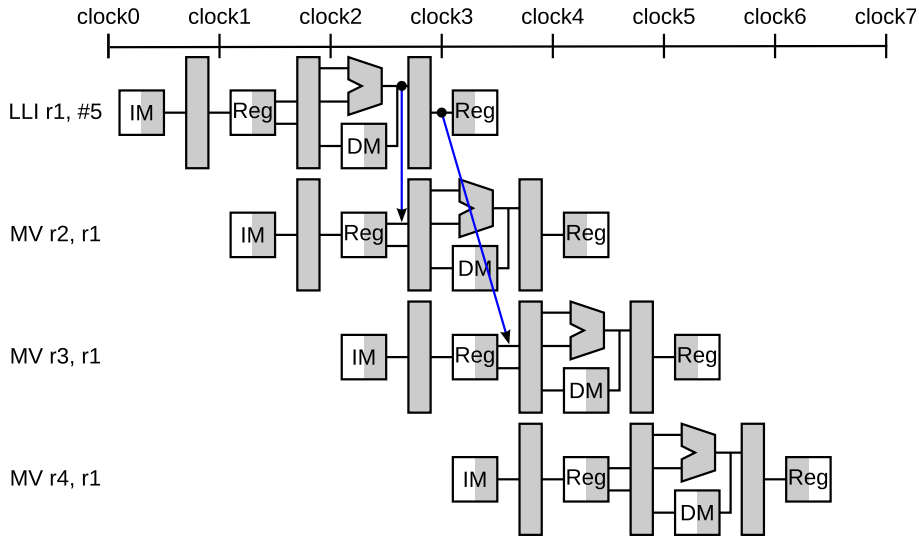 clock0 clock1 clock2 clock3 clock4 clock5 clock6 clock7
LLI r1, #5 IM Reg DM Reg
MV r2, r1 IM Reg DM Reg
MV r3, r1 IM Reg DM Reg
MV r4, r1 IM Reg DM Reg